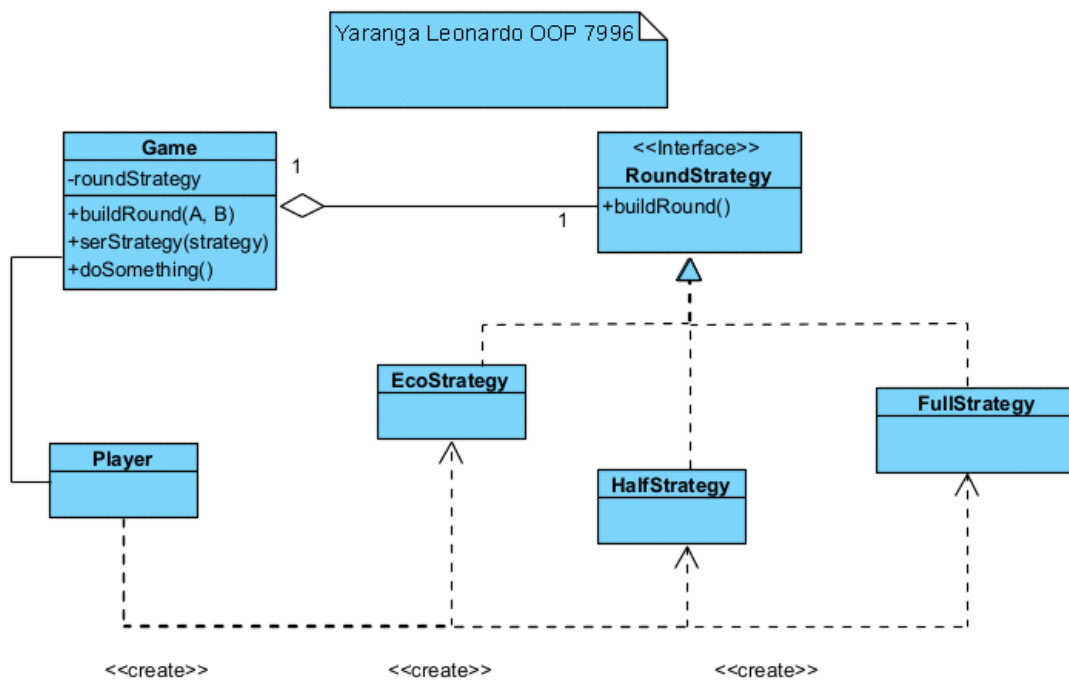 Yaranga Leonardo OOP 7996
Game
-roundStrategy
+buildRound(A, B)
+serStrategy(strategy)
+doSomething()
1
1
<<Interface>>
RoundStrategy
+buildRound()
EcoStrategy
FullStrategy
Player
HalfStrategy
<<create>>
<<create>>
<<create>>